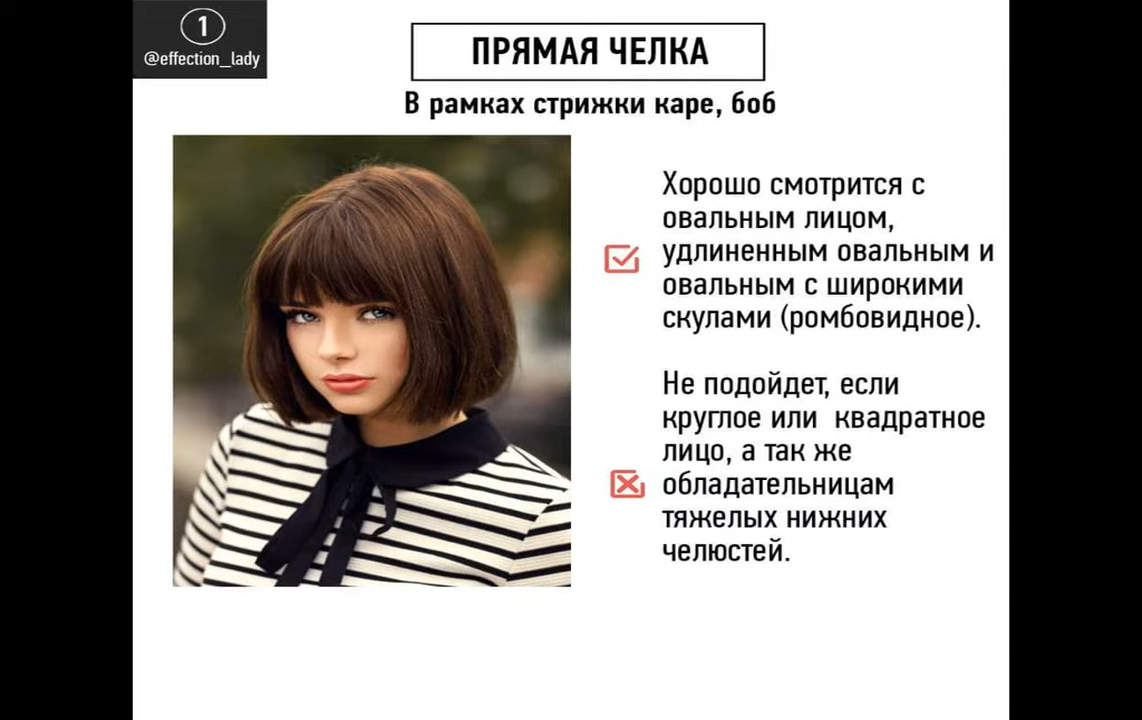 1
@effection_lady
ПРЯМАЯ ЧЕЛКА
В рамках стрижки каре, боб
Хорошо смотрится с
овальным лицом,
удлиненным овальным и
овальным с широкими
скулами (ромбовидное).
Не подойдет, если
круглое или квадратное
лицо, а так же
обладательницам
тяжелых нижних
челюстей.